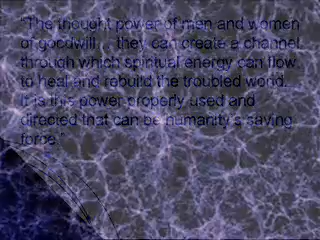 "The thought power of men and women
of goodwill ... they can create a channel
through which spiritual energy can flow
to heal and rebuild the troubled world.
It is this power properly used and
directed that can be humanity's saving
force."